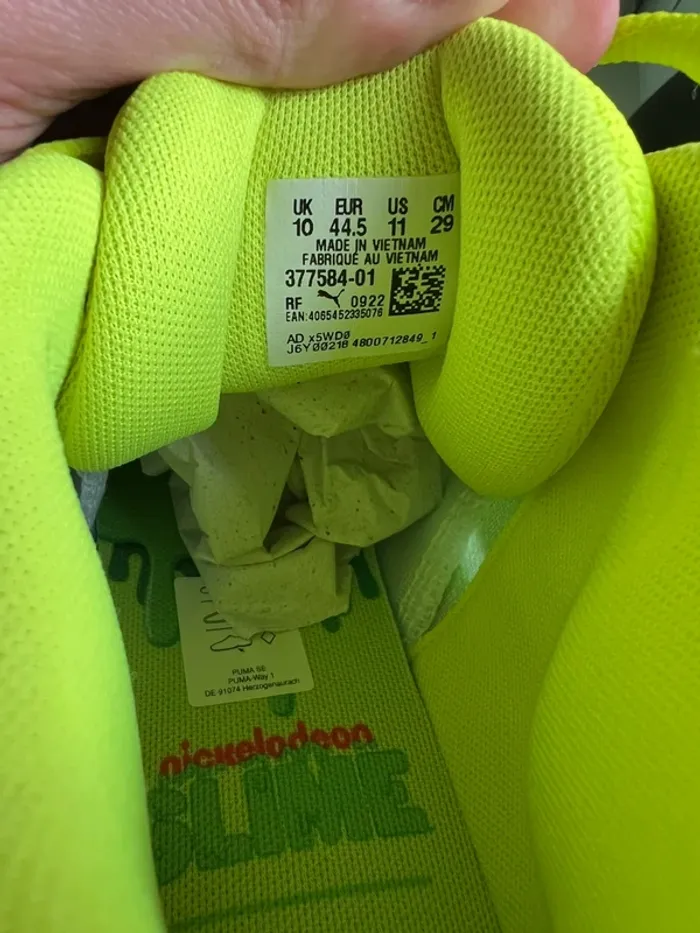 UK EUR US CM
10 44.5 11 29
MADE IN VIETNAM
FABRIQUÉ AU VIETNAM
377584-01
RF 0922
EAN:4065452335076
AD x5WD0
J6Y00218 4800712849_1
PUMA SE
PUMA-Way 1
DE-91074 Herzogenaurach
nickelodeon
SLIME